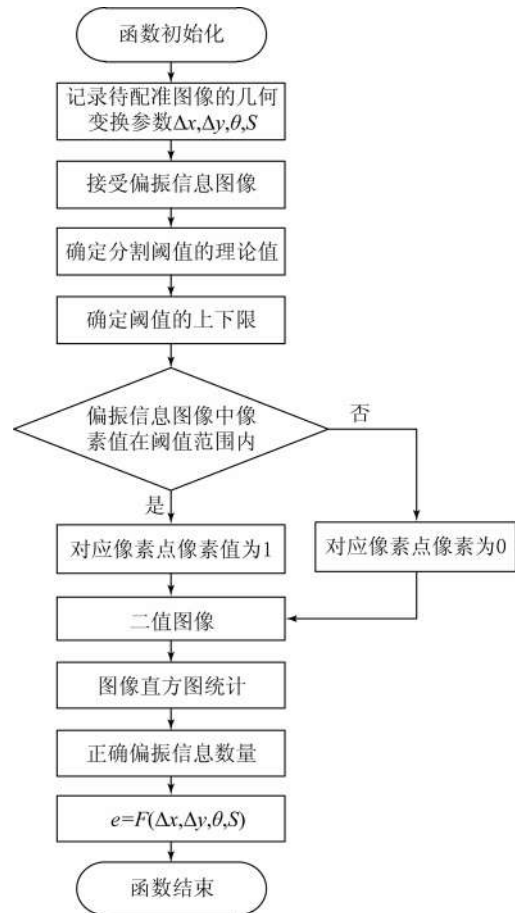 函数初始化
记录待配准图像的几何
变换参数Δx,Δy,θ,S
接受偏振信息图像
确定分割阈值的理论值
确定阈值的上下限
偏振信息图像中像
素值在阈值范围内
否
是
对应像素点像素值为1
对应像素点像素为0
二值图像
图像直方图统计
正确偏振信息数量
e=F(Δx,Δy,θ,S)
函数结束